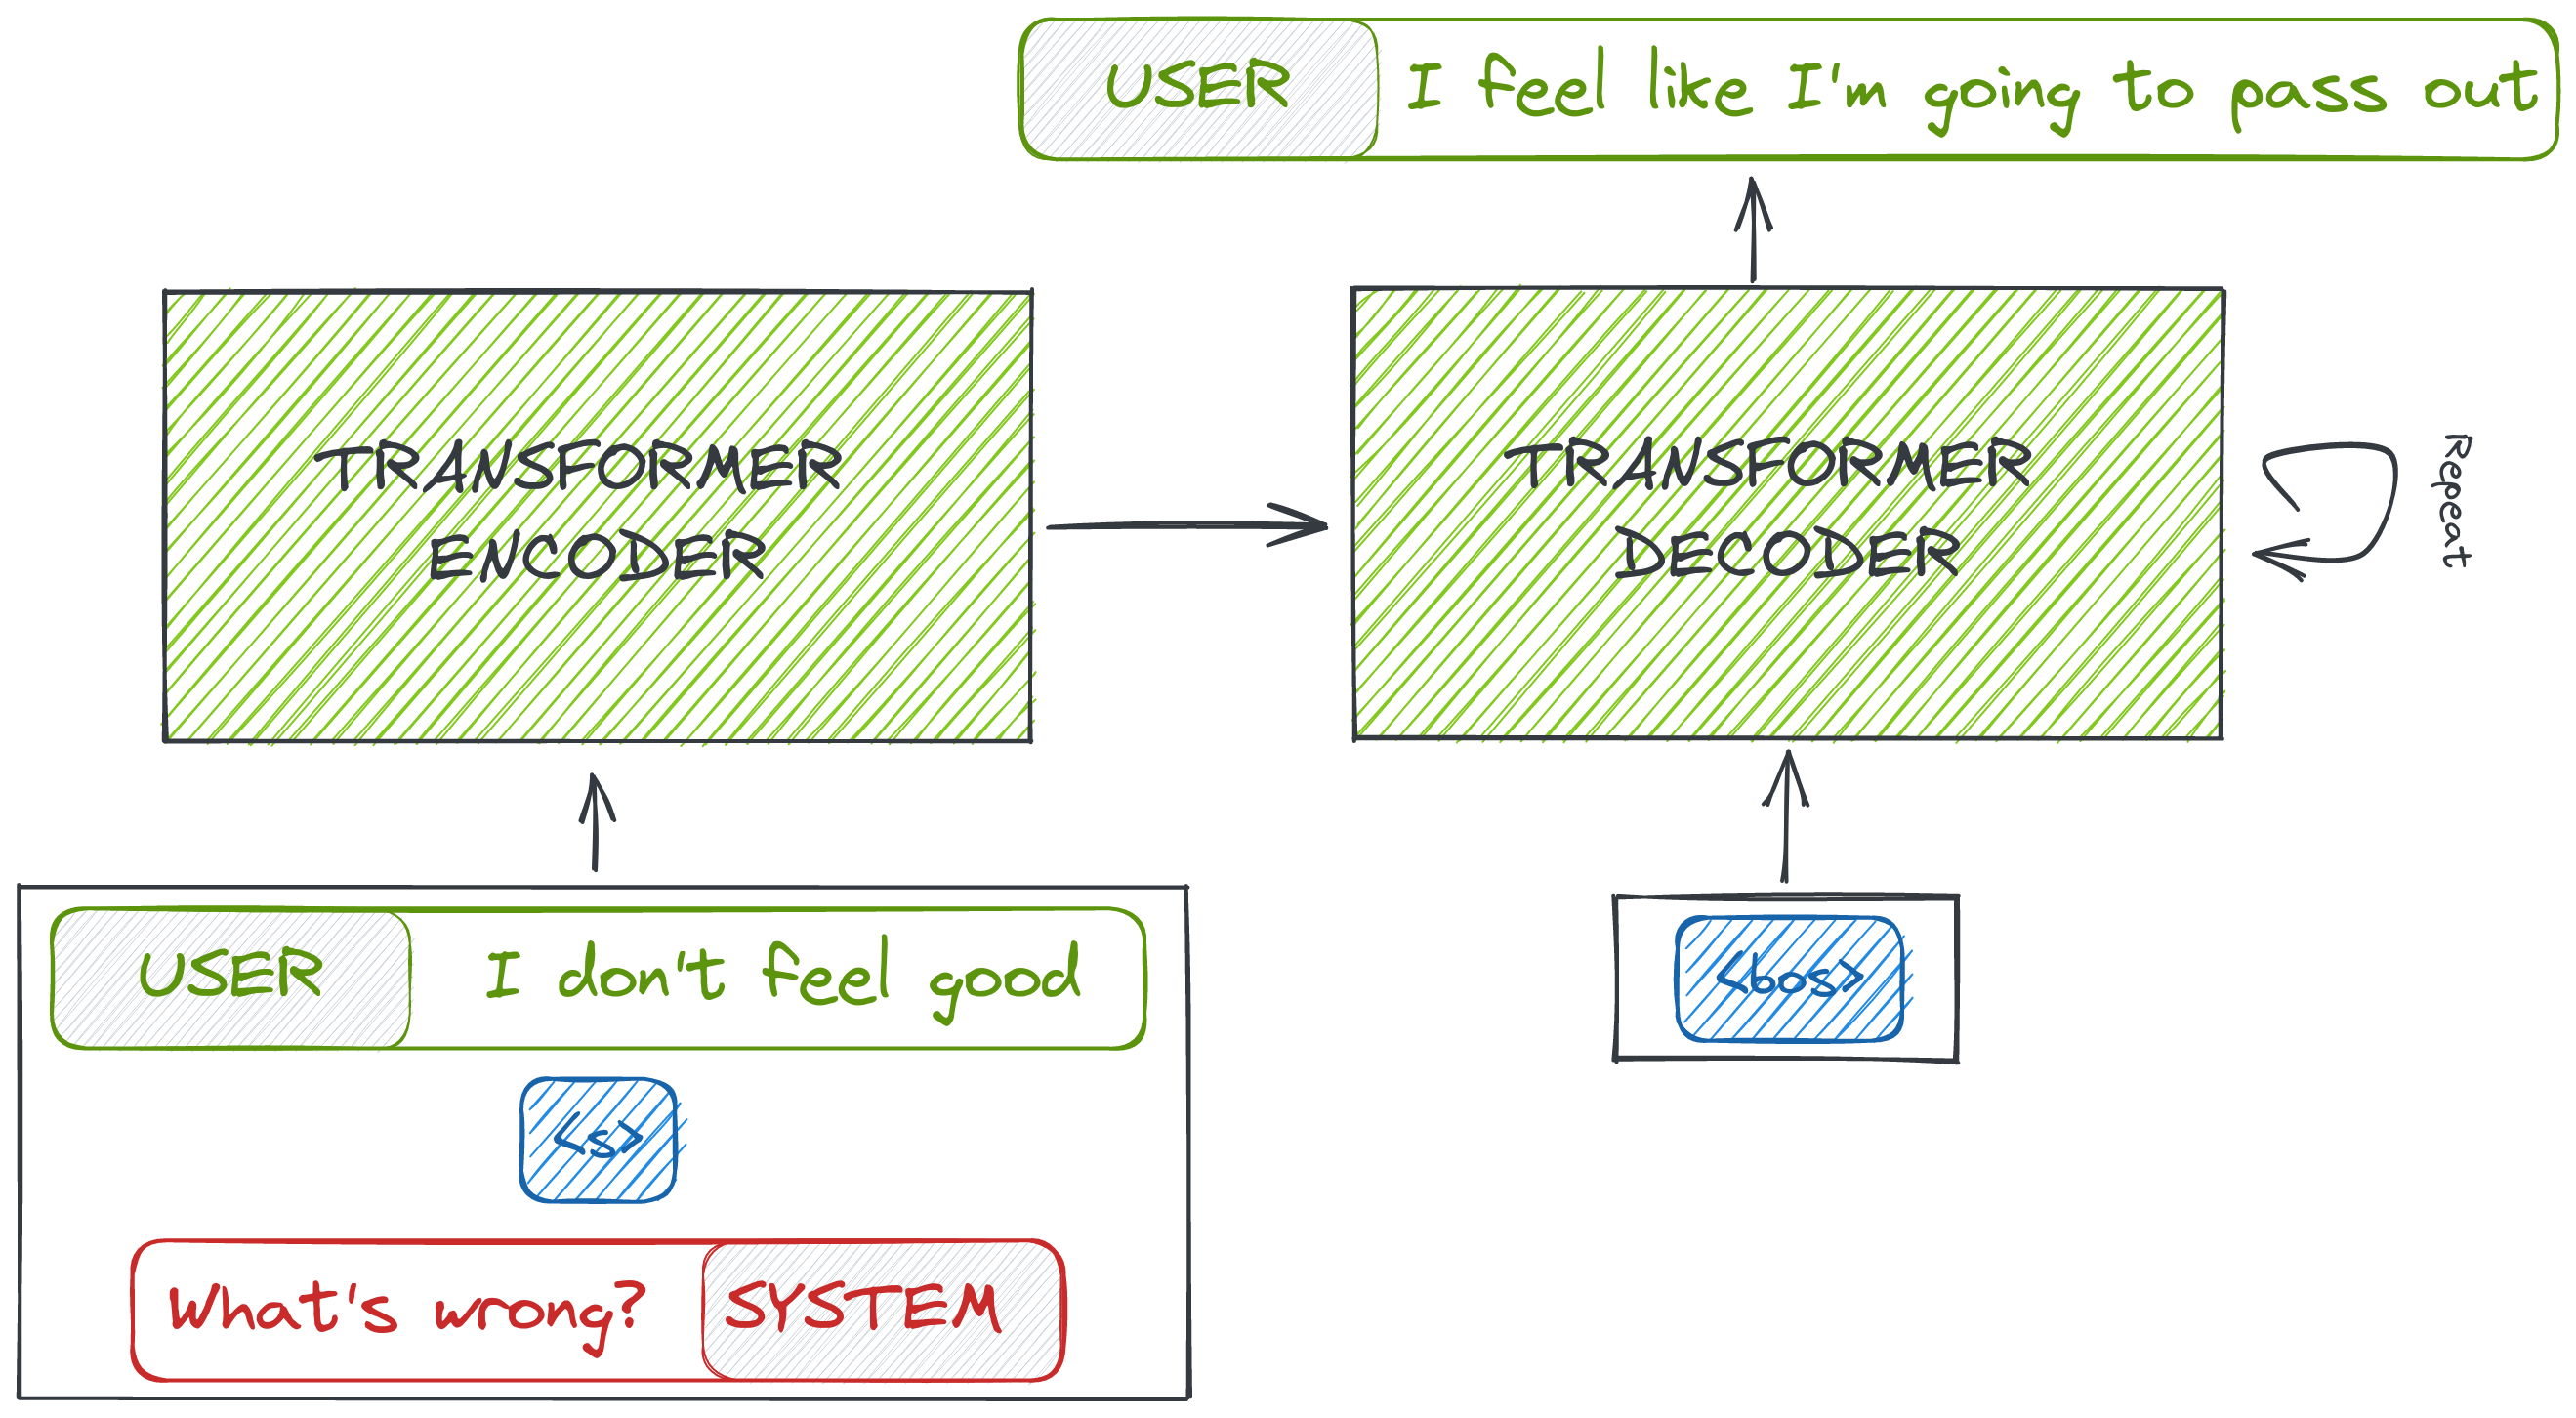 USER I feel like I'm going to pass out
TRANSFORMER
ENCODER
TRANSFORMER
DECODER
Repeat
USER I don't feel good
<s>
What's wrong? SYSTEM
<bos>